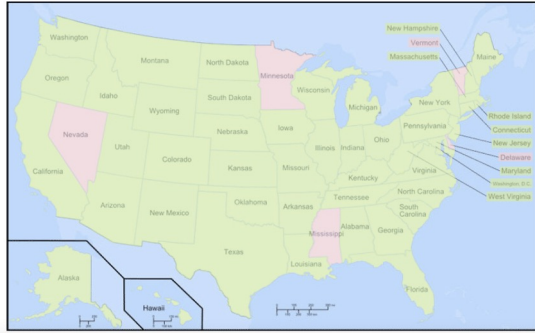 Washington
Montana
North Dakota
Minnesota
New Hampshire
Vermont
Massachusetts
Maine
Oregon
Idaho
Wyoming
South Dakota
Wisconsin
Michigan
New York
Rhode Island
Connecticut
New Jersey
Delaware
Maryland
Washington, D.C.
West Virginia
Nevada
Utah
Colorado
Nebraska
Iowa
Illinois
Indiana
Ohio
Pennsylvania
California
Kansas
Missouri
Kentucky
Virginia
Arizona
New Mexico
Oklahoma
Arkansas
Tennessee
North Carolina
South
Carolina
Texas
Louisiana
Mississippi
Alabama
Georgia
Florida
Alaska
Hawaii